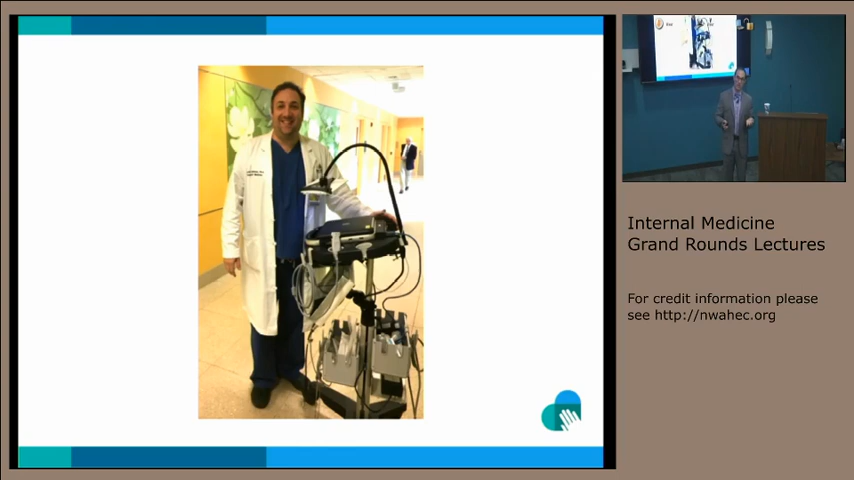 Internal Medicine
Grand Rounds Lectures
For credit information please
see http://nwahec.org